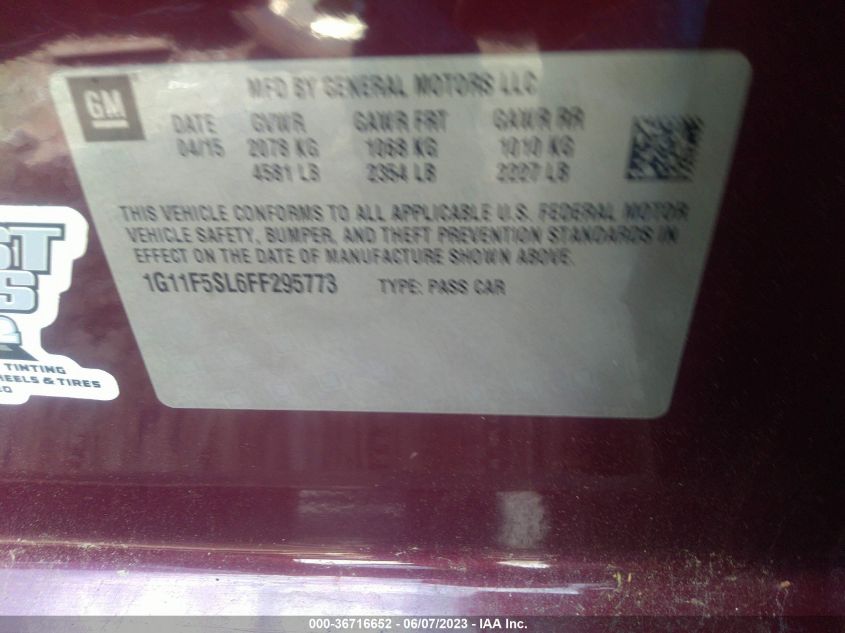 GM
MFD BY GENERAL MOTORS LLC
DATE GVWR GAWR FRT GAWR RR
04/15 2078 KG 1068 KG 1010 KG
4581 LB 2354 LB 2227 LB
THIS VEHICLE CONFORMS TO ALL APPLICABLE U.S. FEDERAL MOTOR
VEHICLE SAFETY, BUMPER, AND THEFT PREVENTION STANDARDS IN
EFFECT ON THE DATE OF MANUFACTURE SHOWN ABOVE.
1G11F5SL6FF295773 TYPE: PASS CAR
TINTING
& TIRES
000-36716652 - 06/07/2023 - IAA Inc.